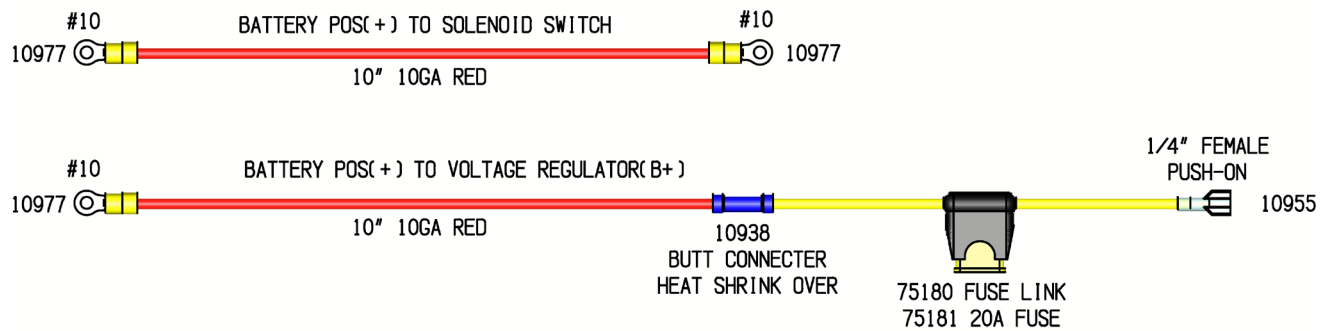 #10
BATTERY POS(+) TO SOLENOID SWITCH
#10
10977
10977
10" 10GA RED
1/4" FEMALE
PUSH-ON
#10
BATTERY POS(+) TO VOLTAGE REGULATOR(B+)
10977
10955
10" 10GA RED
10938
BUTT CONNECTER
HEAT SHRINK OVER
75180 FUSE LINK
75181 20A FUSE